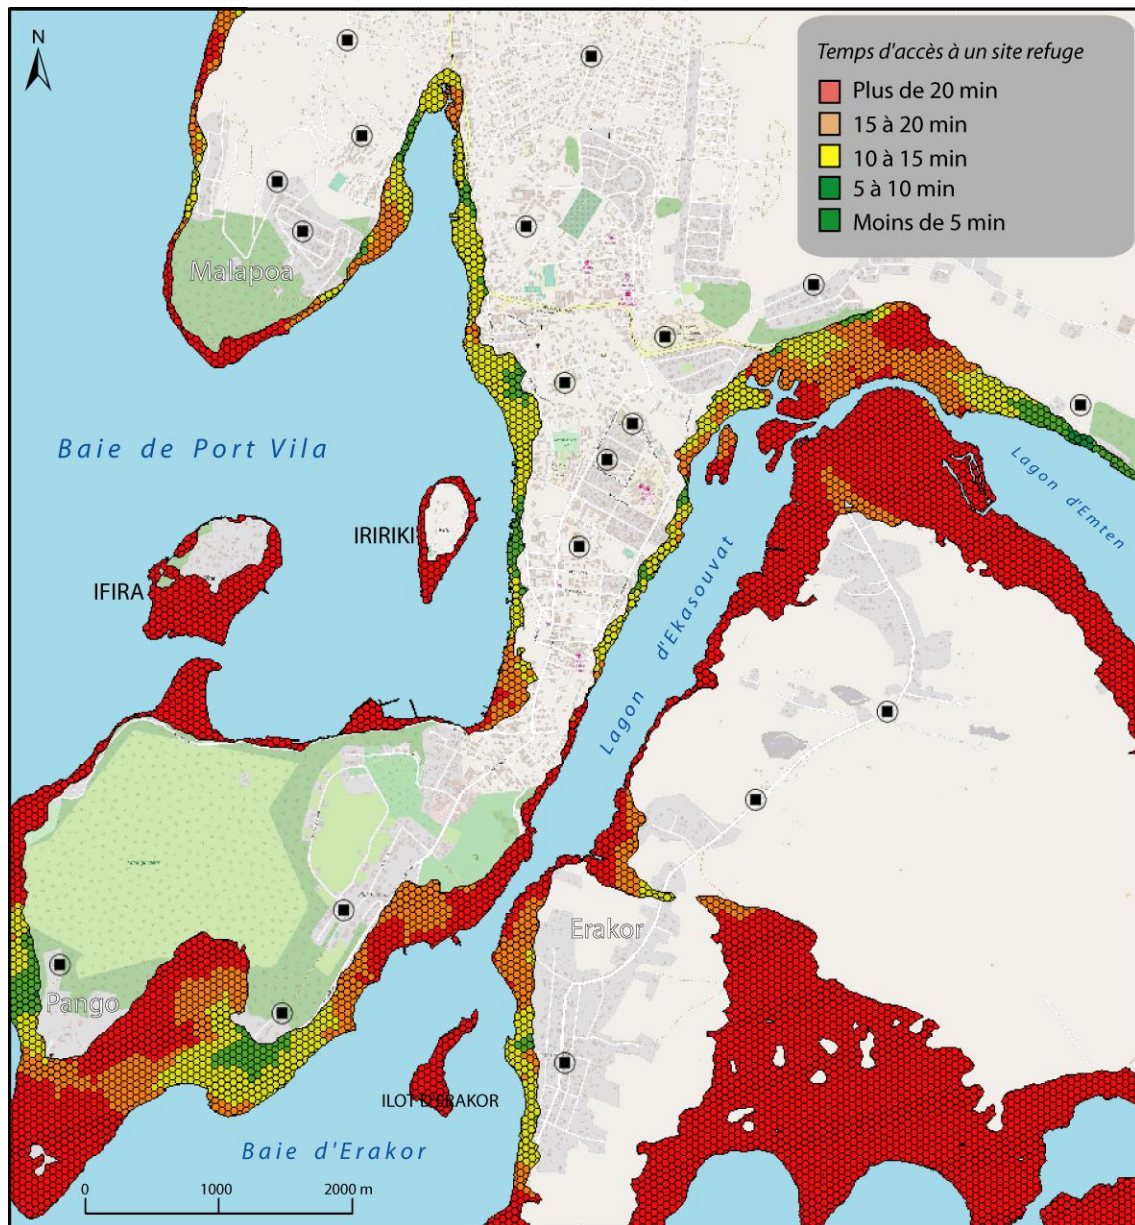 N
Temps d'accès à un site refuge
Plus de 20 min
15 à 20 min
10 à 15 min
5 à 10 min
Moins de 5 min
Malapoa
Baie de Port Vila
Lagon d'Emten
IRIRIKI
IFIRA
Lagon d'Ekasouvat
Erakor
Pango
ILOT D'ERAKOR
Baie d'Erakor
0 1000 2000 m